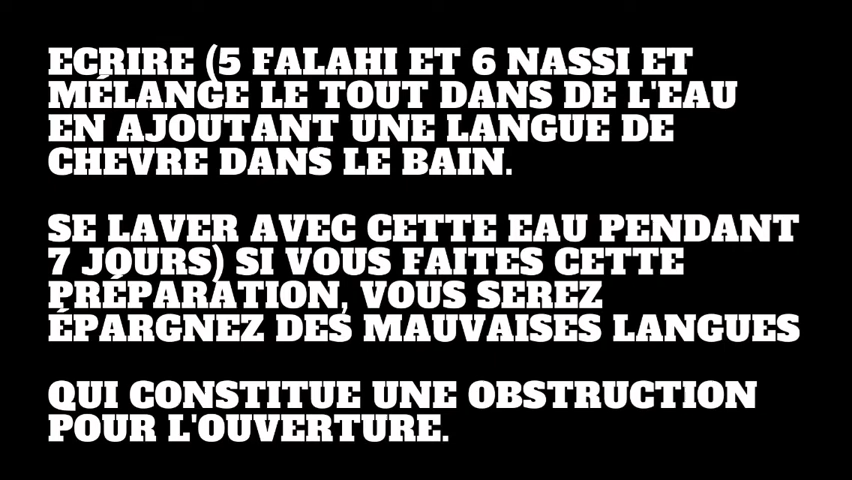 ECRIRE (5 FALAHI ET 6 NASSI ET
MÉLANGE LE TOUT DANS DE L'EAU
EN AJOUTANT UNE LANGUE DE
CHEVRE DANS LE BAIN.
SE LAVER AVEC CETTE EAU PENDANT
7 JOURS) SI VOUS FAITES CETTE
PRÉPARATION, VOUS SEREZ
ÉPARGNEZ DES MAUVAISES LANGUES
QUI CONSTITUE UNE OBSTRUCTION
POUR L'OUVERTURE.